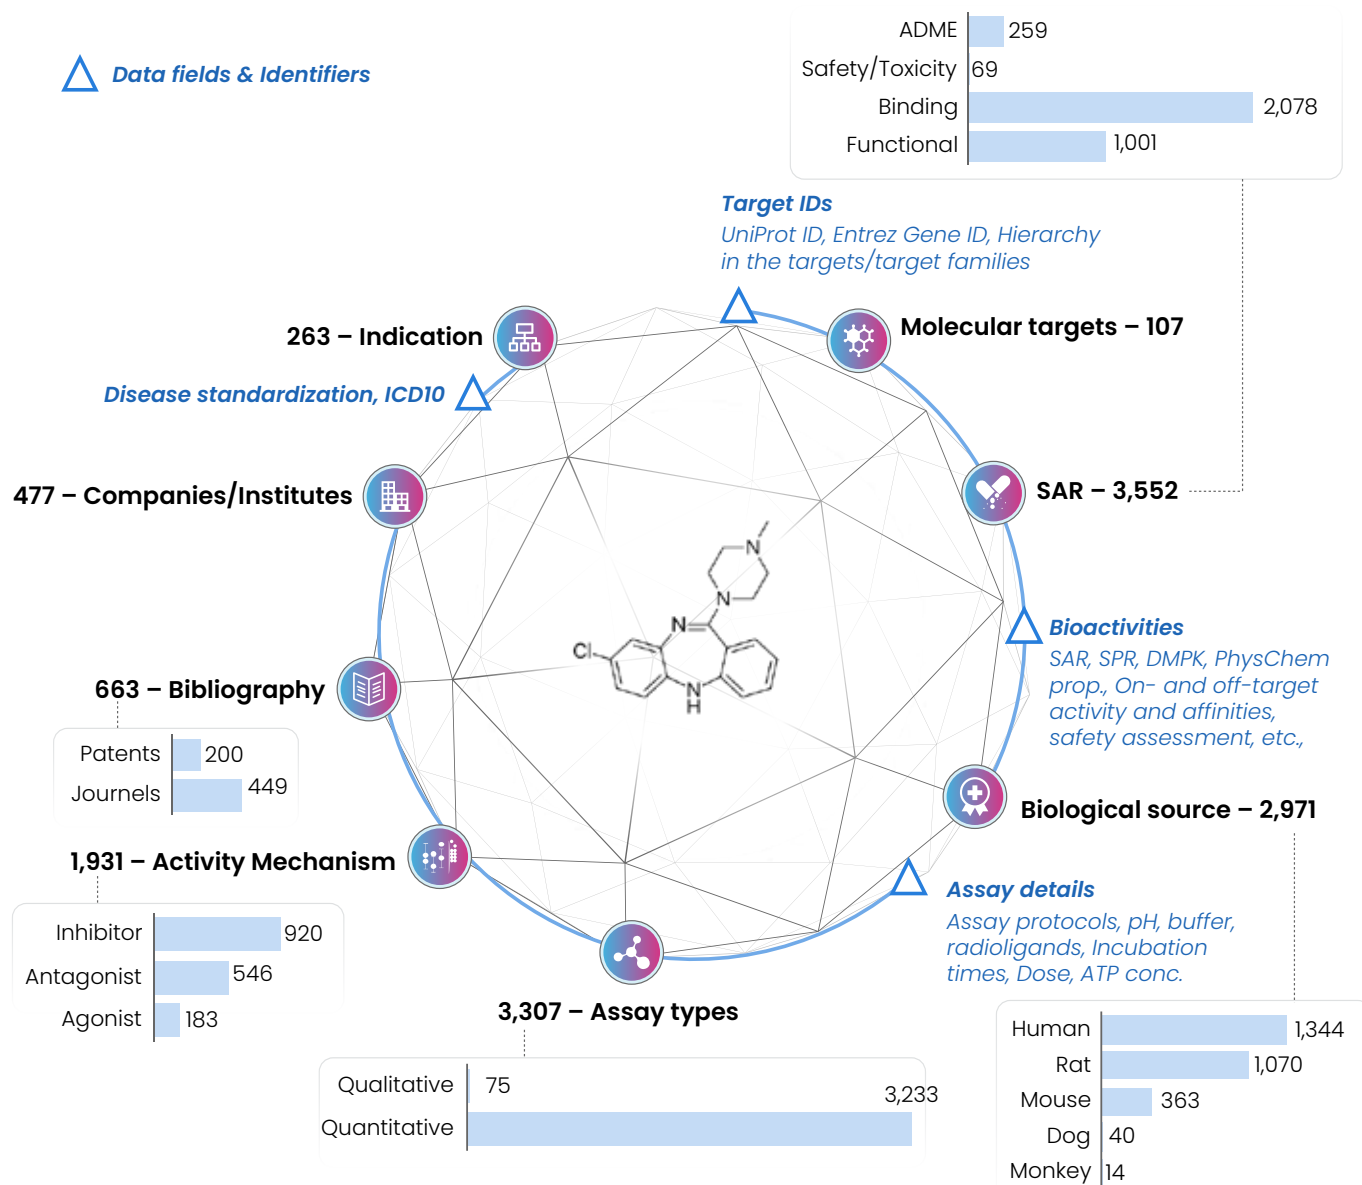 ADME 259
Safety/Toxicity 69
Binding 2,078
Functional 1,001
Data fields & Identifiers
Target IDs
UniProt ID, Entrez Gene ID, Hierarchy
in the targets/target families
263 – Indication
Molecular targets – 107
Disease standardization, ICD10
477 – Companies/Institutes
SAR – 3,552
N
N
N
Cl
N
H
Bioactivities
SAR, SPR, DMPK, PhysChem
prop., On- and off-target
activity and affinities,
safety assessment, etc.,
663 – Bibliography
Patents 200
Journels 449
Biological source – 2,971
1,931 – Activity Mechanism
Inhibitor 920
Antagonist 546
Agonist 183
Assay details
Assay protocols, pH, buffer,
radioligands, Incubation
times, Dose, ATP conc.
3,307 – Assay types
Qualitative 75
Quantitative 3,233
Human 1,344
Rat 1,070
Mouse 363
Dog 40
Monkey 14